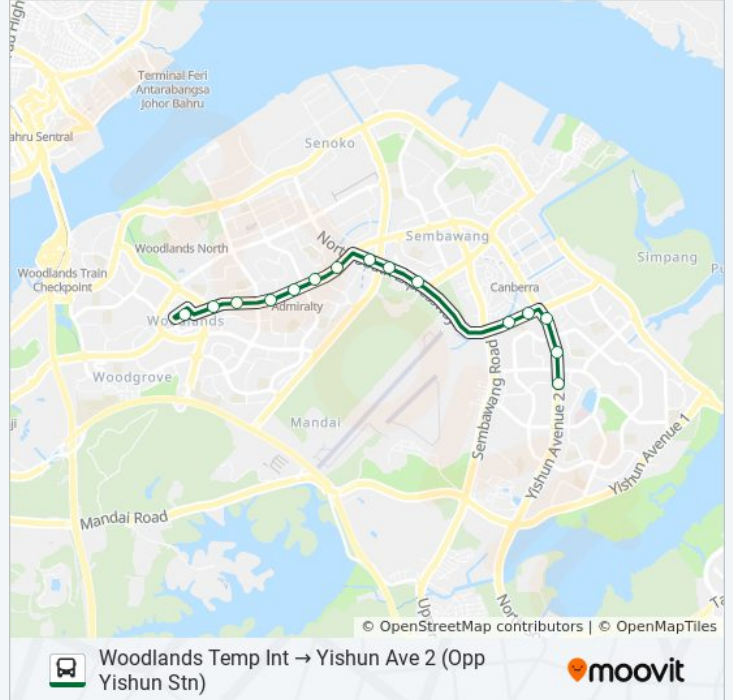 Terminal Feri
Antarabangsa
Johor Bahru
ahru Sentral
Senoko
Woodlands North
Sembawang
Simpang
Woodlands Train
Checkpoint
Canberra
Admiralty
Woodgrove
Mandai
Sembawang Road
Yishun Avenue 2
Yishun Avenue 1
Mandai Road
© OpenStreetMap contributors | © OpenMapTiles
Woodlands Temp Int → Yishun Ave 2 (Opp
Yishun Stn)
moovit